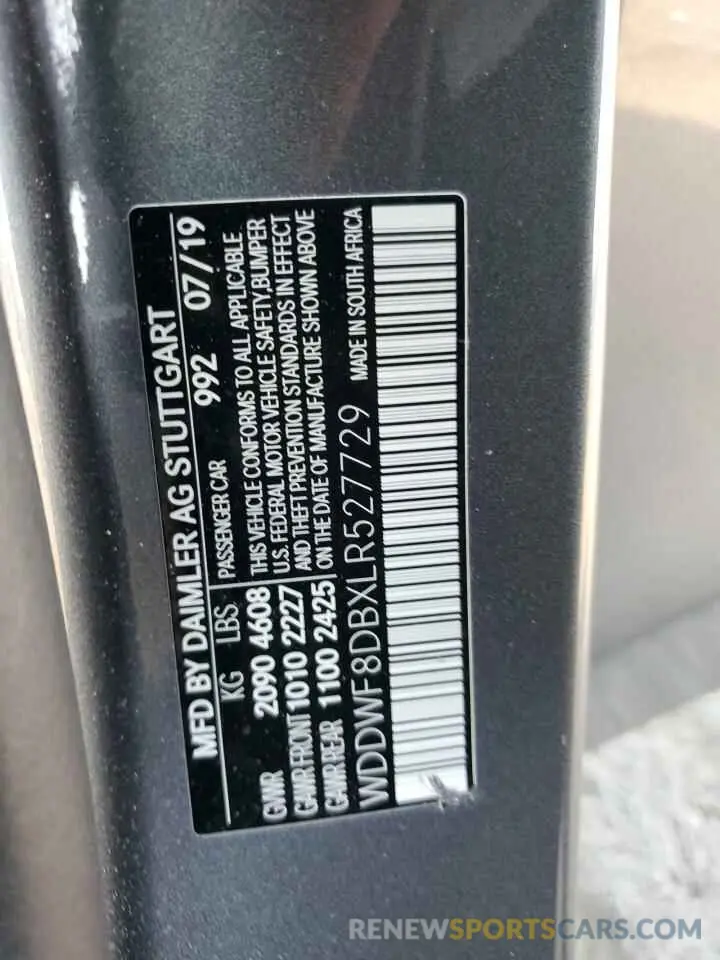 MFD BY DAIMLER AG STUTTGART
KG LBS PASSENGER CAR 992 07/19
GVWR 2090 4608 THIS VEHICLE CONFORMS TO ALL APPLICABLE
GAWR FRONT 1010 2227 U.S. FEDERAL MOTOR VEHICLE SAFETY,BUMPER
GAWR REAR 1100 2425 AND THEFT PREVENTION STANDARDS IN EFFECT
ON THE DATE OF MANUFACTURE SHOWN ABOVE
WDDWF8DBXLR527729 MADE IN SOUTH AFRICA
RENEWSPORTSCARS.COM